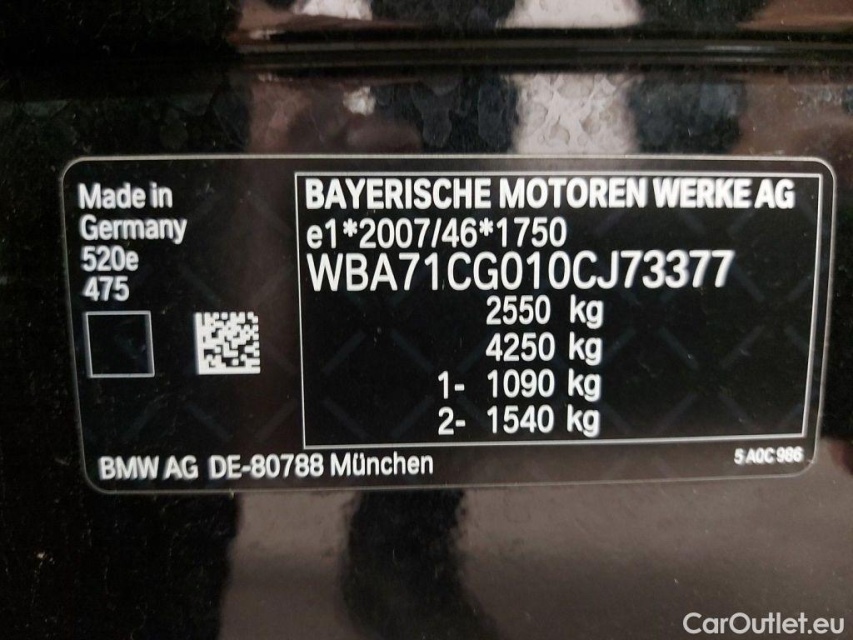 Made in
Germany
520e
475
BAYERISCHE MOTOREN WERKE AG
e1*2007/46*1750
WBA71CG010CJ73377
2550 kg
4250 kg
1- 1090 kg
2- 1540 kg
BMW AG DE-80788 München
5 A0C 986
CarOutlet.eu